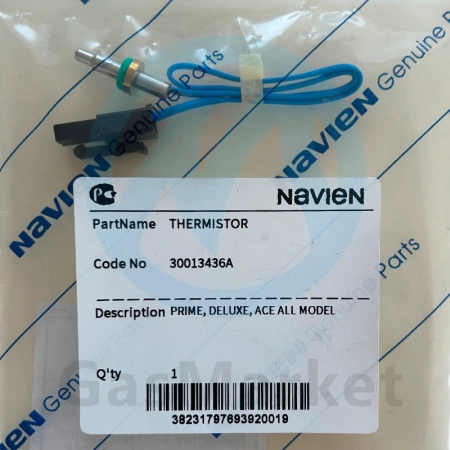 NAVIEN Genuine Parts
NAVIEN Genuine Parts
NAVIEN Genuine Parts
NAVIEN
PartName THERMISTOR
Code No 30013436A
Description PRIME, DELUXE, ACE ALL MODEL
Q'ty 1
38231797693920019
GasMarket